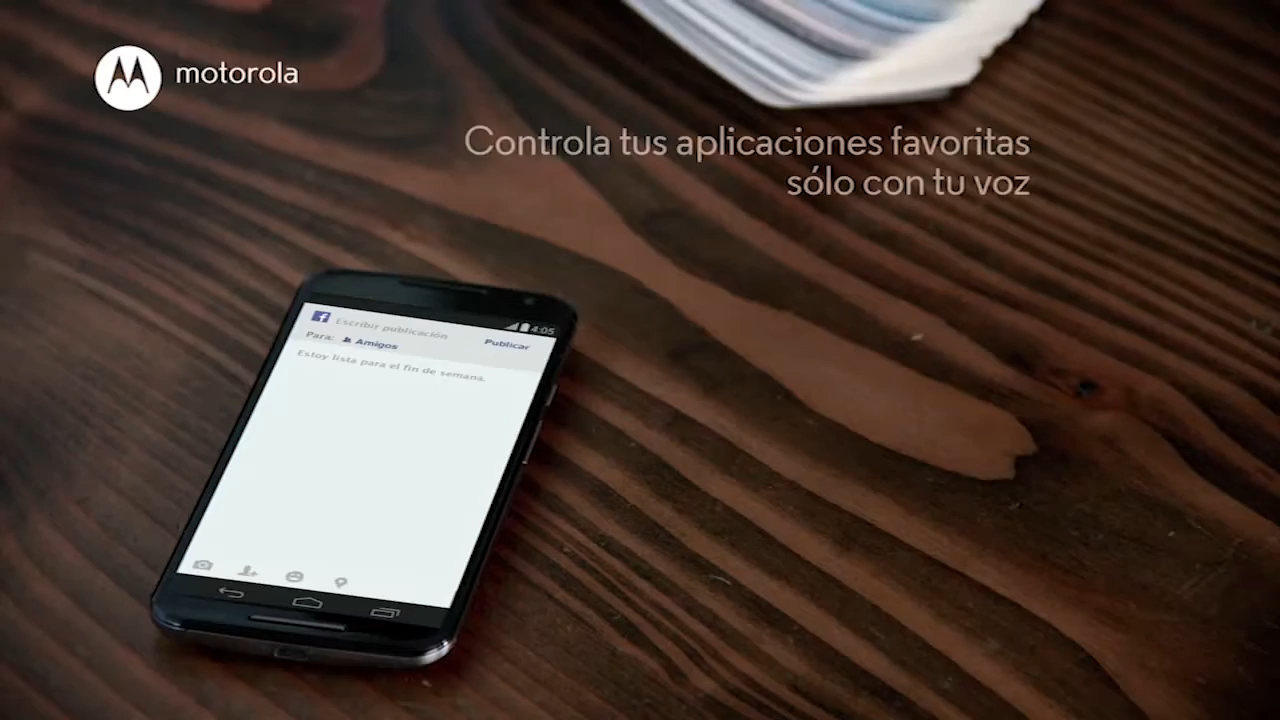 motorola
Controla tus aplicaciones favoritas
sólo con tu voz
4:05
Escribir publicación
Para: Amigos
Publicar
Estoy lista para el fin de semana.